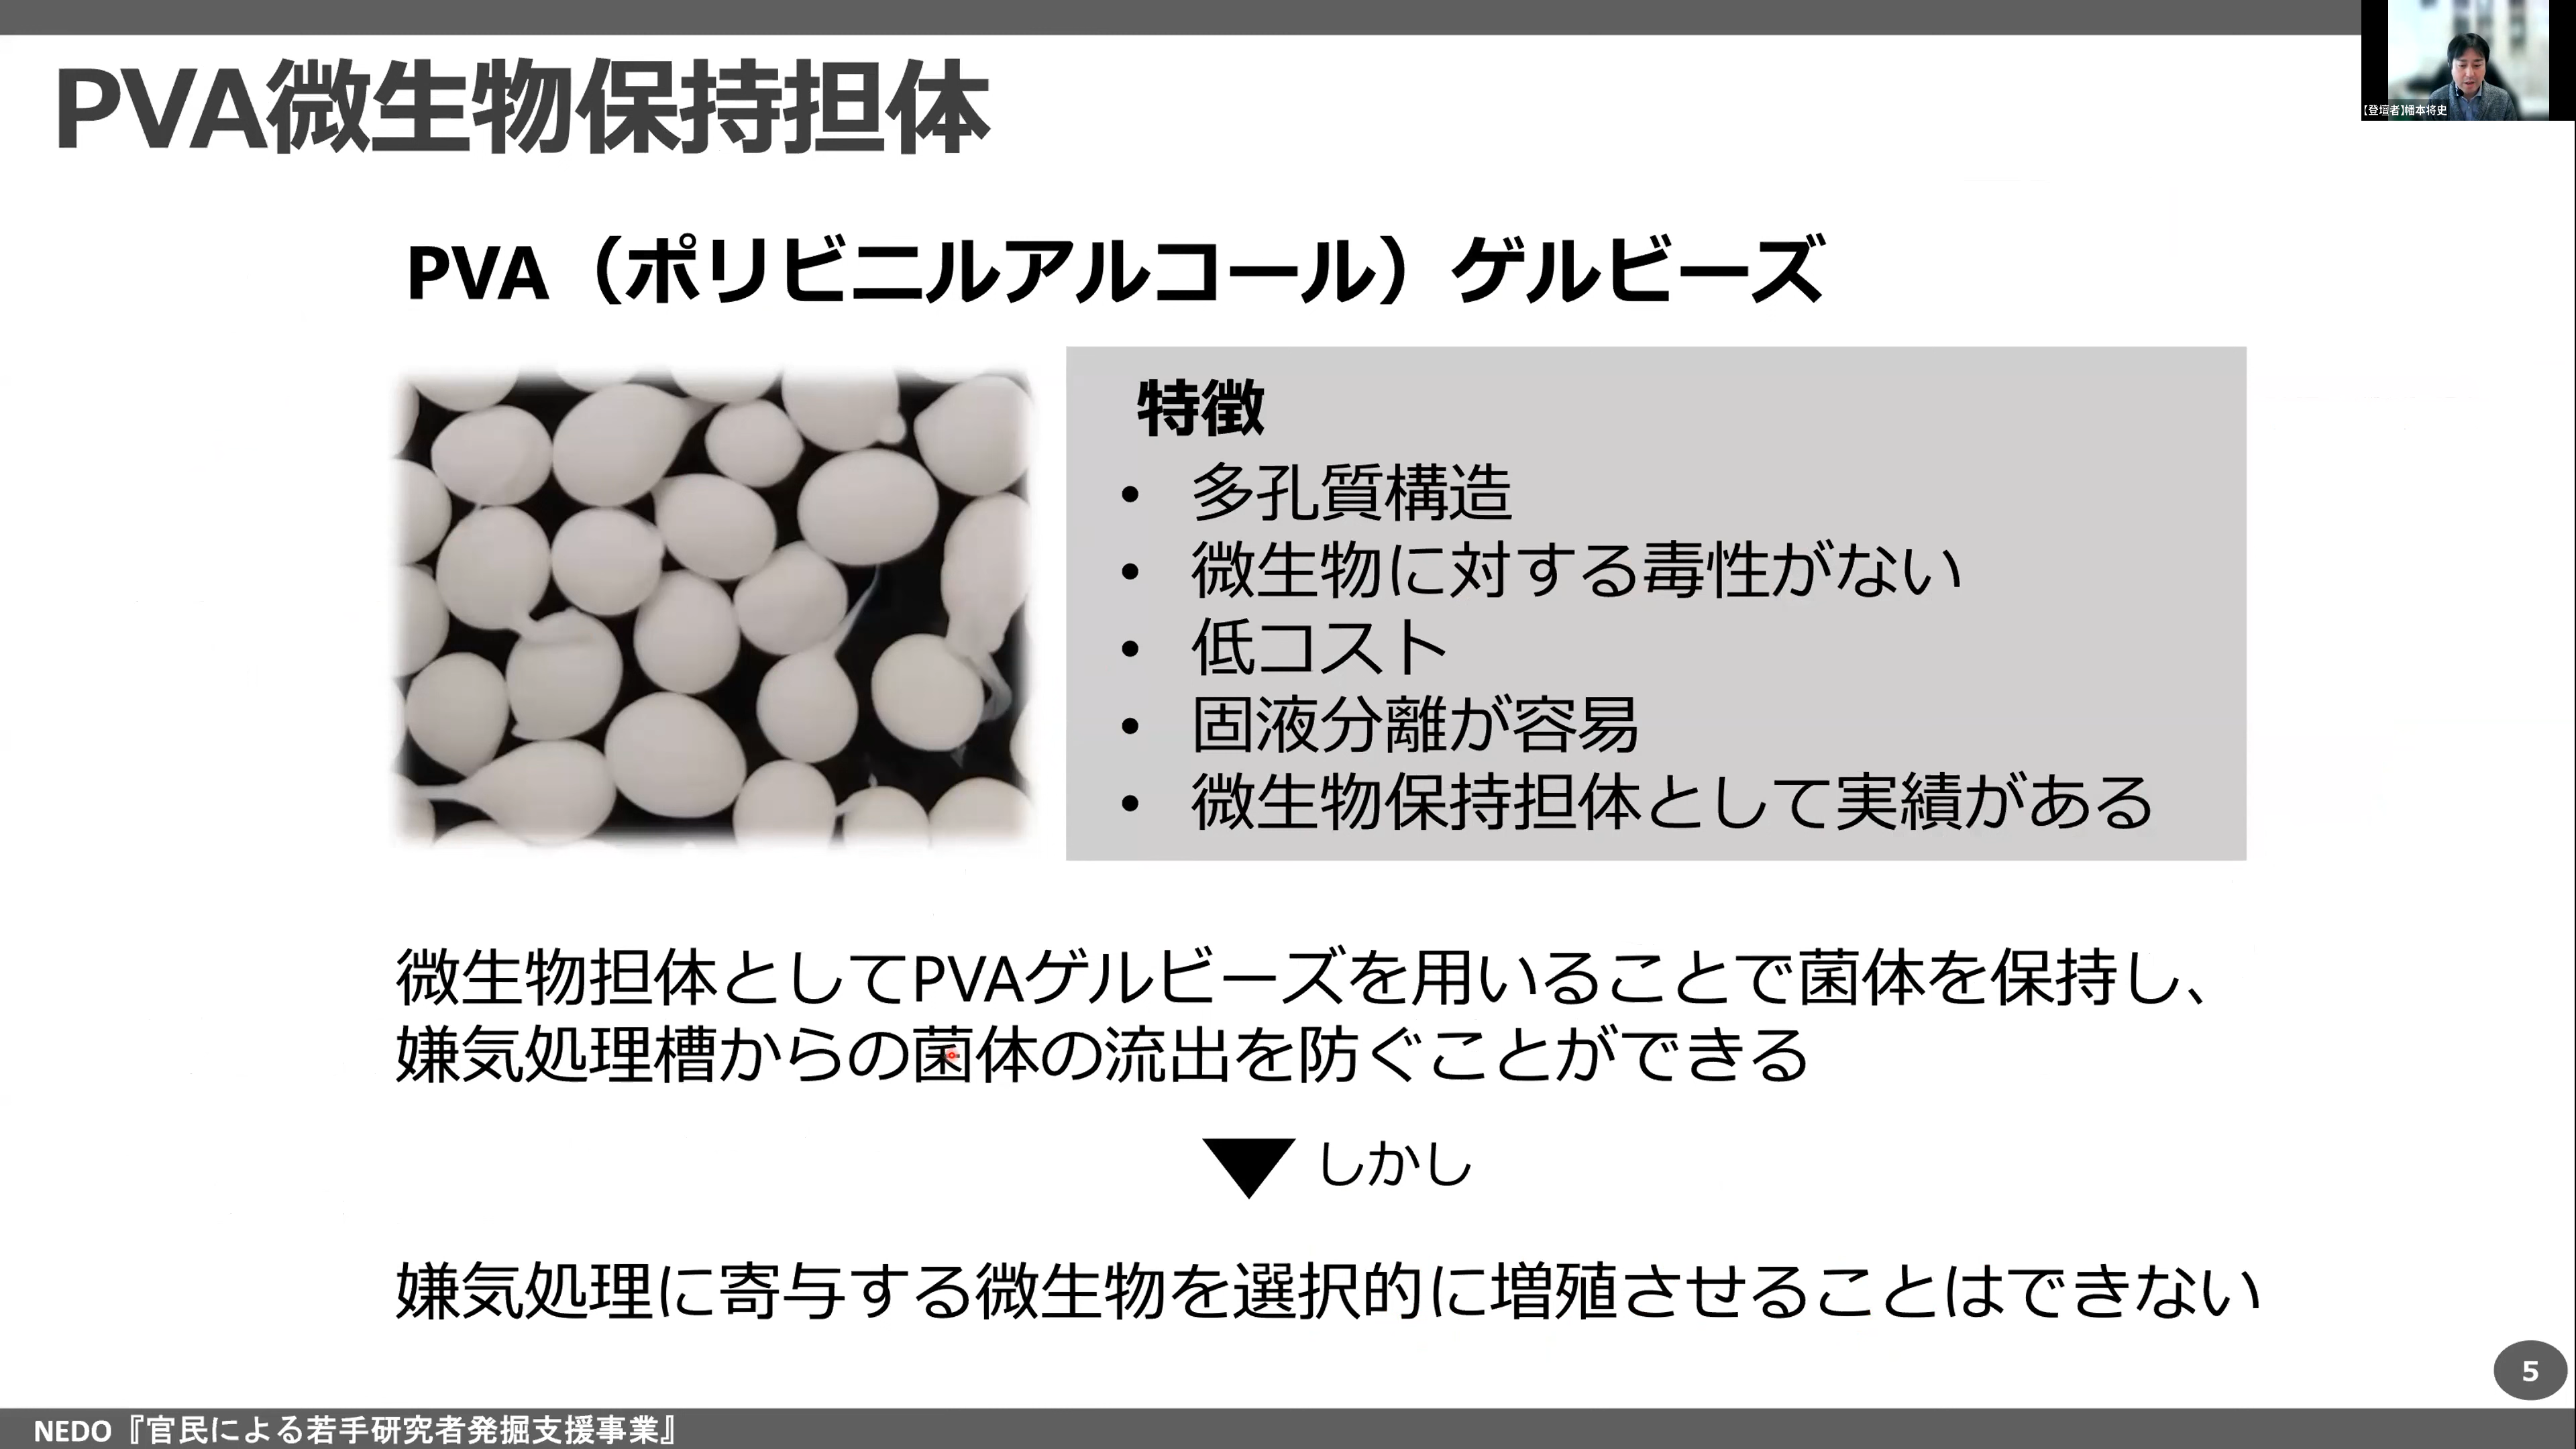 PVA微生物保持担体
【登壇者】幡本将史
PVA（ポリビニルアルコール）ゲルビーズ
特徴
• 多孔質構造
• 微生物に対する毒性がない
• 低コスト
• 固液分離が容易
• 微生物保持担体として実績がある
微生物担体としてPVAゲルビーズを用いることで菌体を保持し、
嫌気処理槽からの菌体の流出を防ぐことができる
しかし
嫌気処理に寄与する微生物を選択的に増殖させることはできない
5
NEDO『官民による若手研究者発掘支援事業』